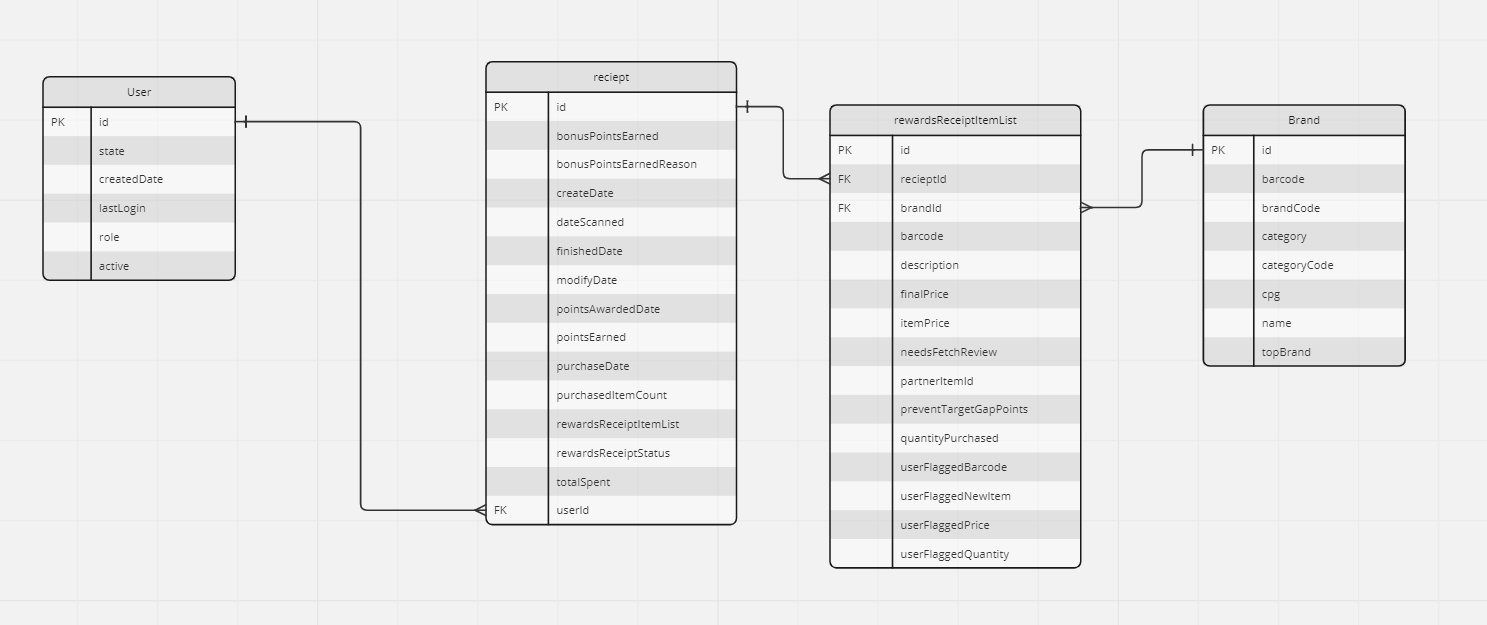 User
PK id
state
createdDate
lastLogin
role
active
reciept
PK id
bonusPointsEarned
bonusPointsEarnedReason
createDate
dateScanned
finishedDate
modifyDate
pointsAwardedDate
pointsEarned
purchaseDate
purchasedItemCount
rewardsReceiptItemList
rewardsReceiptStatus
totalSpent
FK userId
rewardsReceiptItemList
PK id
FK recieptId
FK brandId
barcode
description
finalPrice
itemPrice
needsFetchReview
partnerItemId
preventTargetGapPoints
quantityPurchased
userFlaggedBarcode
userFlaggedNewItem
userFlaggedPrice
userFlaggedQuantity
Brand
PK id
barcode
brandCode
category
categoryCode
cpg
name
topBrand